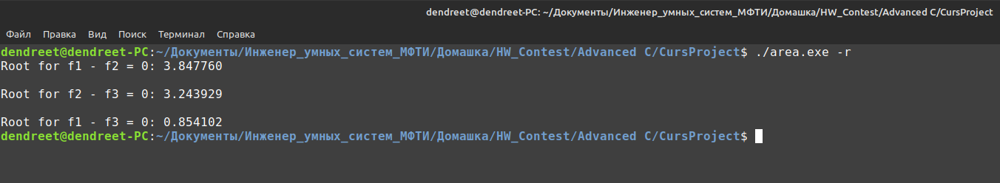 dendreet@dendreet-PC: ~/Документы/Инженер_умных_систем_МФТИ/Домашка/HW_Contest/Advanced C/CursProject
Файл Правка Вид Поиск Терминал Справка
dendreet@dendreet-PC:~/Документы/Инженер_умных_систем_МФТИ/Домашка/HW_Contest/Advanced C/CursProject$ ./area.exe -r
Root for f1 - f2 = 0: 3.847760
Root for f2 - f3 = 0: 3.243929
Root for f1 - f3 = 0: 0.854102
dendreet@dendreet-PC:~/Документы/Инженер_умных_систем_МФТИ/Домашка/HW_Contest/Advanced C/CursProject$